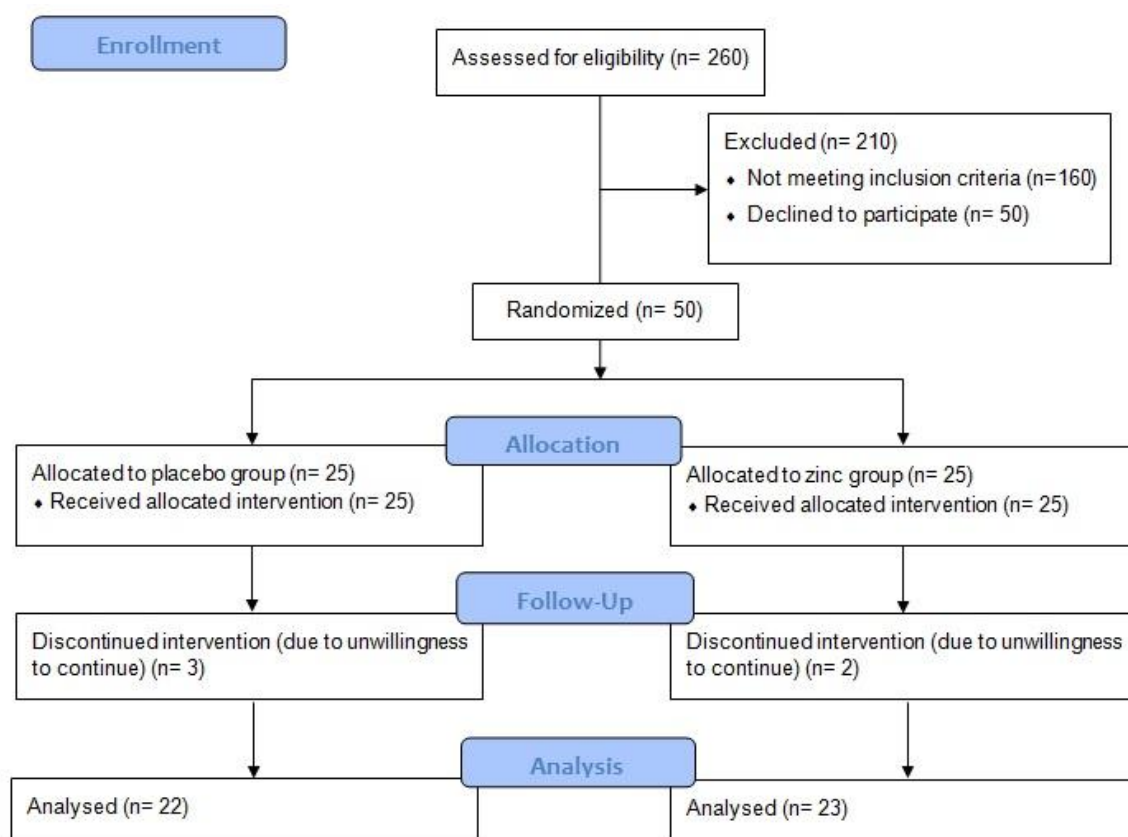 Enrollment
Assessed for eligibility (n= 260)
Excluded (n= 210)
⬧ Not meeting inclusion criteria (n=160)
⬧ Declined to participate (n= 50)
Randomized (n= 50)
Allocation
Allocated to placebo group (n= 25)
⬧ Received allocated intervention (n= 25)
Allocated to zinc group (n= 25)
⬧ Received allocated intervention (n= 25)
Follow-Up
Discontinued intervention (due to unwillingness
to continue) (n= 3)
Discontinued intervention (due to unwillingness
to continue) (n= 2)
Analysis
Analysed (n= 22)
Analysed (n= 23)